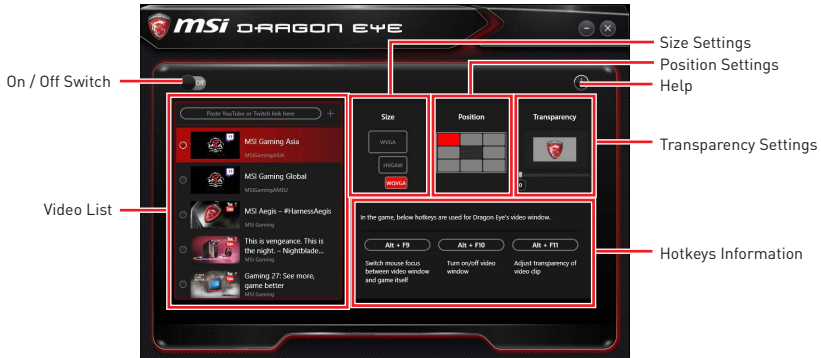 msi DRAGON EYE
Size Settings
Position Settings
On / Off Switch
Off
Help
Paste YouTube or Twitch link here
+
Size
Position
Transparency
WVGA
HVGAW
WQVGA
0
Transparency Settings
MSI Gaming Asia
MSIGamingASIA
MSI Gaming Global
MSIGamingAMEU
Video List
MSI Aegis – #HarnessAegis
MSI Gaming
This is vengeance. This is
the night. – Nightblade...
MSI Gaming
Gaming 27: See more,
game better
MSI Gaming
In the game, below hotkeys are used for Dragon Eye's video window.
Alt + F9
Alt + F10
Alt + F11
Switch mouse focus
between video window
and game itself
Turn on/off video
window
Adjust transparency of
video clip
Hotkeys Information